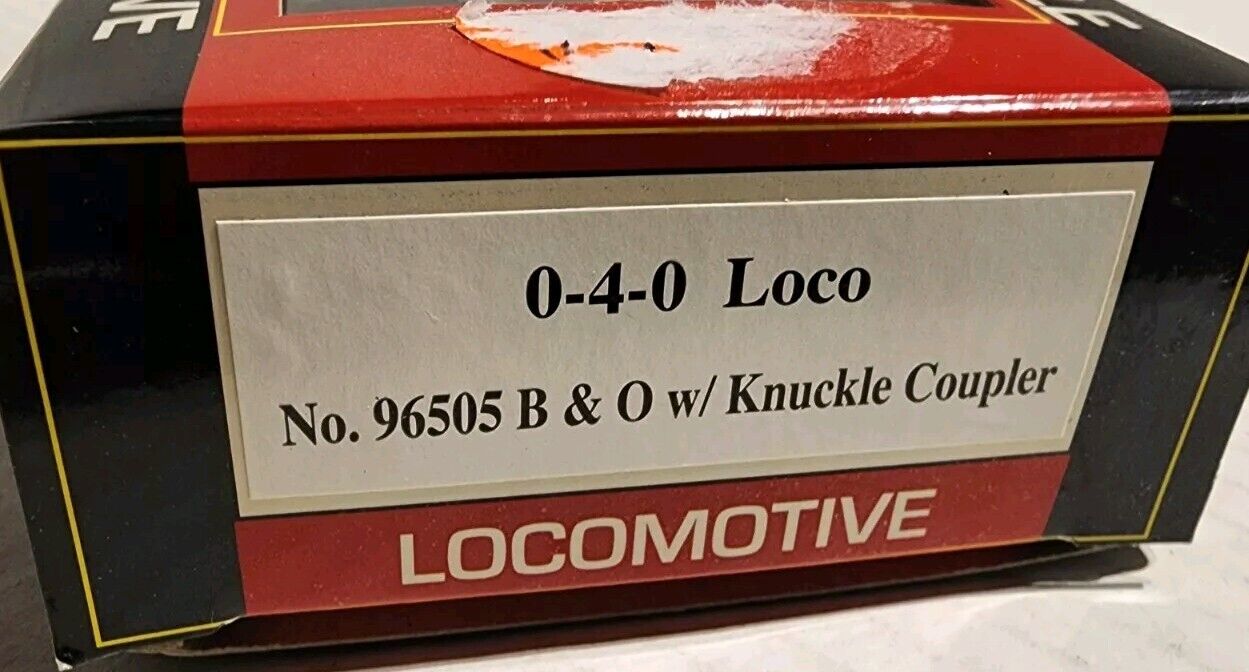 0-4-0 Loco
No. 96505 B & O w/ Knuckle Coupler
LOCOMOTIVE